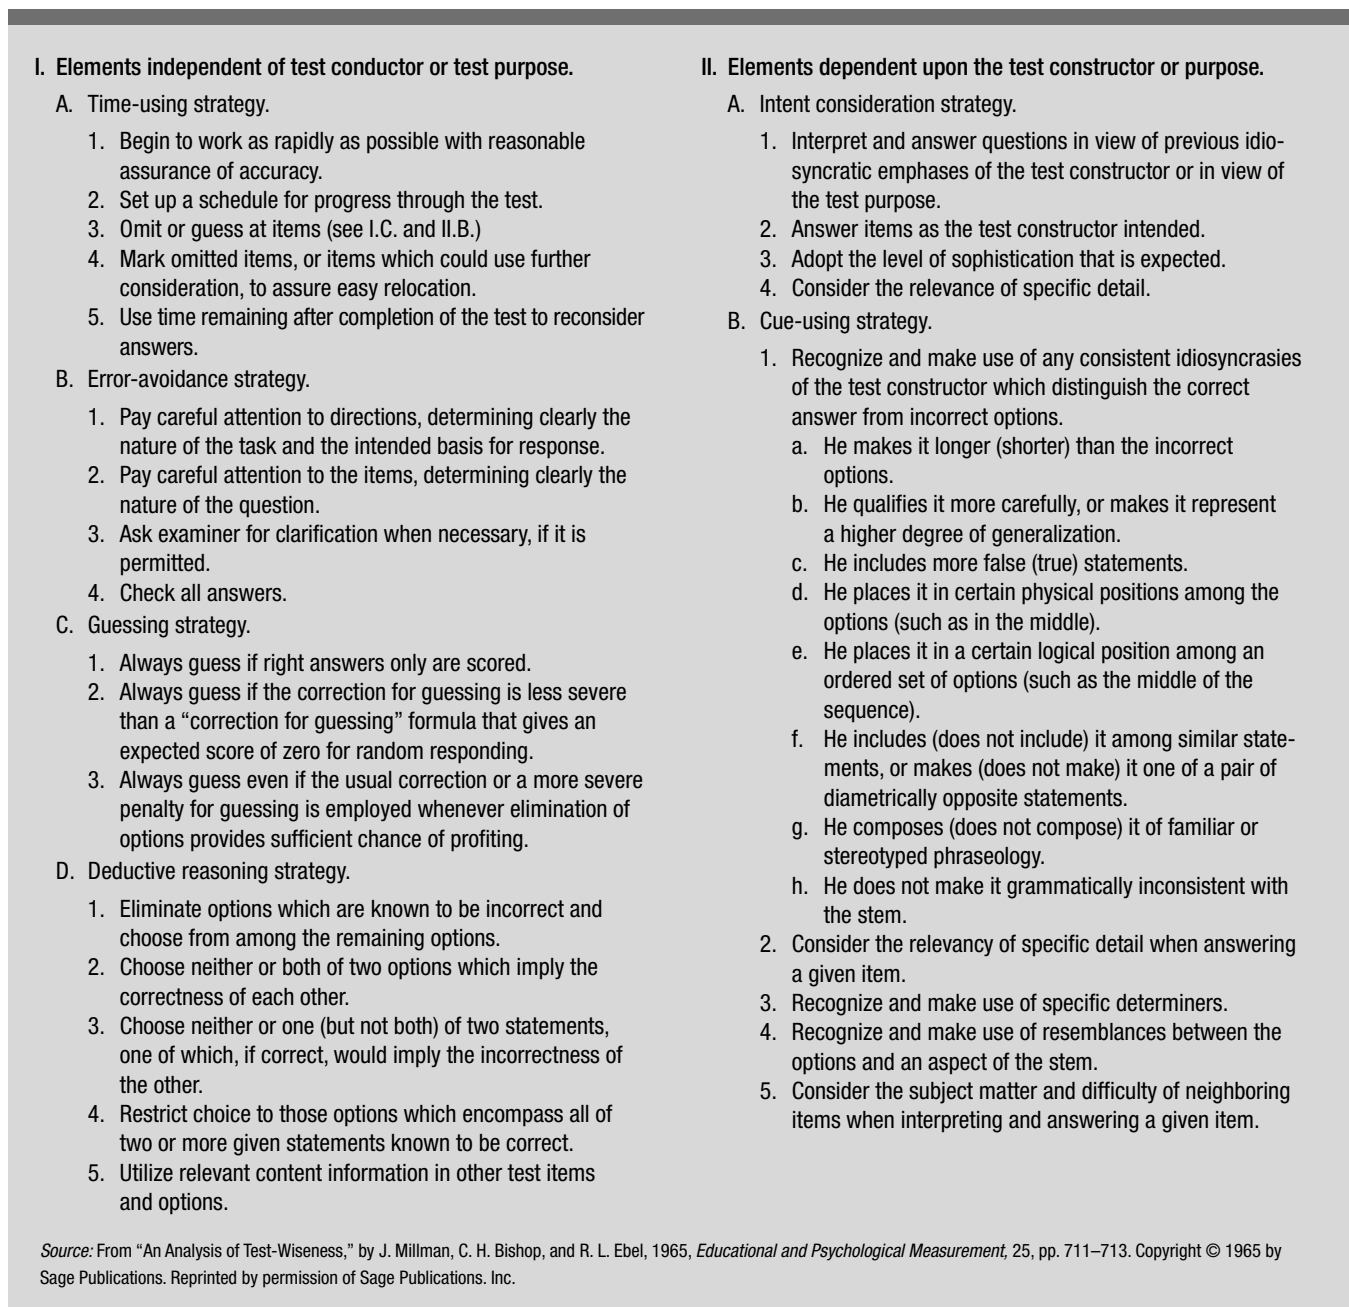 I. Elements independent of test conductor or test purpose.
A. Time-using strategy.
1. Begin to work as rapidly as possible with reasonable
assurance of accuracy.
2. Set up a schedule for progress through the test.
3. Omit or guess at items (see I.C. and II.B.)
4. Mark omitted items, or items which could use further
consideration, to assure easy relocation.
5. Use time remaining after completion of the test to reconsider
answers.
B. Error-avoidance strategy.
1. Pay careful attention to directions, determining clearly the
nature of the task and the intended basis for response.
2. Pay careful attention to the items, determining clearly the
nature of the question.
3. Ask examiner for clarification when necessary, if it is
permitted.
4. Check all answers.
C. Guessing strategy.
1. Always guess if right answers only are scored.
2. Always guess if the correction for guessing is less severe
than a “correction for guessing” formula that gives an
expected score of zero for random responding.
3. Always guess even if the usual correction or a more severe
penalty for guessing is employed whenever elimination of
options provides sufficient chance of profiting.
D. Deductive reasoning strategy.
1. Eliminate options which are known to be incorrect and
choose from among the remaining options.
2. Choose neither or both of two options which imply the
correctness of each other.
3. Choose neither or one (but not both) of two statements,
one of which, if correct, would imply the incorrectness of
the other.
4. Restrict choice to those options which encompass all of
two or more given statements known to be correct.
5. Utilize relevant content information in other test items
and options.
II. Elements dependent upon the test constructor or purpose.
A. Intent consideration strategy.
1. Interpret and answer questions in view of previous idio-
syncratic emphases of the test constructor or in view of
the test purpose.
2. Answer items as the test constructor intended.
3. Adopt the level of sophistication that is expected.
4. Consider the relevance of specific detail.
B. Cue-using strategy.
1. Recognize and make use of any consistent idiosyncrasies
of the test constructor which distinguish the correct
answer from incorrect options.
a. He makes it longer (shorter) than the incorrect
options.
b. He qualifies it more carefully, or makes it represent
a higher degree of generalization.
c. He includes more false (true) statements.
d. He places it in certain physical positions among the
options (such as in the middle).
e. He places it in a certain logical position among an
ordered set of options (such as the middle of the
sequence).
f. He includes (does not include) it among similar state-
ments, or makes (does not make) it one of a pair of
diametrically opposite statements.
g. He composes (does not compose) it of familiar or
stereotyped phraseology.
h. He does not make it grammatically inconsistent with
the stem.
2. Consider the relevancy of specific detail when answering
a given item.
3. Recognize and make use of specific determiners.
4. Recognize and make use of resemblances between the
options and an aspect of the stem.
5. Consider the subject matter and difficulty of neighboring
items when interpreting and answering a given item.
Source: From “An Analysis of Test-Wiseness,” by J. Millman, C. H. Bishop, and R. L. Ebel, 1965, Educational and Psychological Measurement, 25, pp. 711–713. Copyright © 1965 by
Sage Publications. Reprinted by permission of Sage Publications. Inc.